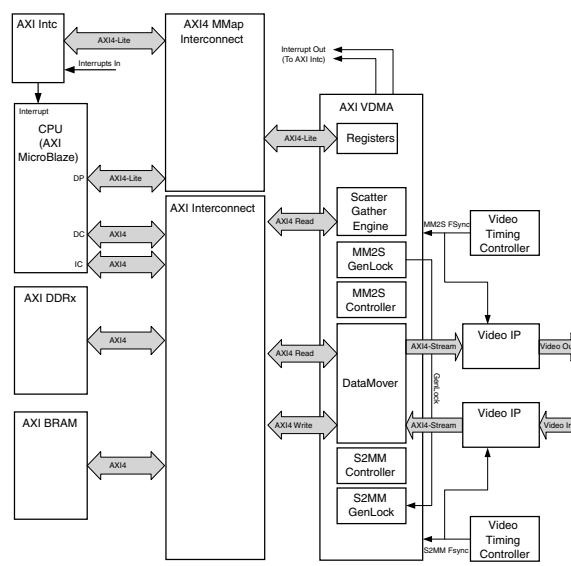 AXI Intc
AXI4-Lite
Interrupts In
AXI4 MMap
Interconnect
Interrupt Out
(To AXI Intc)
Interrupt
CPU
(AXI
MicroBlaze)
DP
AXI4-Lite
DC
AXI4
IC
AXI4
AXI Interconnect
AXI VDMA
AXI4-Lite
Registers
AXI4 Read
Scatter
Gather
Engine
MM2S FSync
Video
Timing
Controller
MM2S
GenLock
MM2S
Controller
AXI DDRx
AXI4
AXI4 Read
DataMover
AXI4-Stream
Video IP
Video Out
GenLock
AXI4 Write
AXI4-Stream
Video IP
Video In
AXI BRAM
AXI4
S2MM
Controller
S2MM
GenLock
S2MM Fsync
Video
Timing
Controller